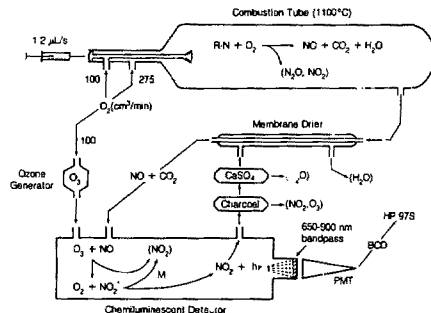 Combustion Tube (1100°C)
1.2 µL/s
R-N + O₂ → NO + CO₂ + H₂O
(N₂O, NO₂)
100
275
O₂(cm³/min)
100
Membrane Drier
Ozone
Generator
O₃
NO + CO₂
CaSO₄
(H₂O)
Charcoal
(NO₂,O₃)
650-900 nm
bandpass
HP 97S
BCD
PMT
O₃ + NO
(NO₂)
M
O₂ + NO₂*
NO₂ + hν
Chemiluminescent Detector